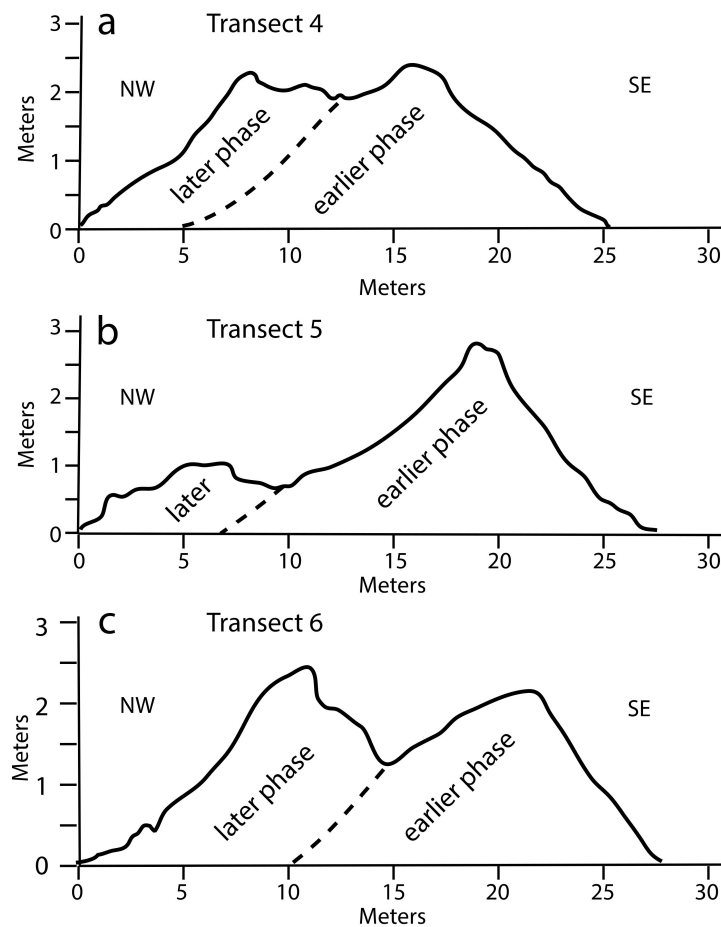 a
Transect 4
3
2
1
0
Meters
NW
SE
later phase
earlier phase
0 5 10 15 20 25 30
Meters
b
Transect 5
3
2
1
0
Meters
NW
SE
later
earlier phase
0 5 10 15 20 25 30
Meters
c
Transect 6
3
2
1
0
Meters
NW
SE
later phase
earlier phase
0 5 10 15 20 25 30
Meters